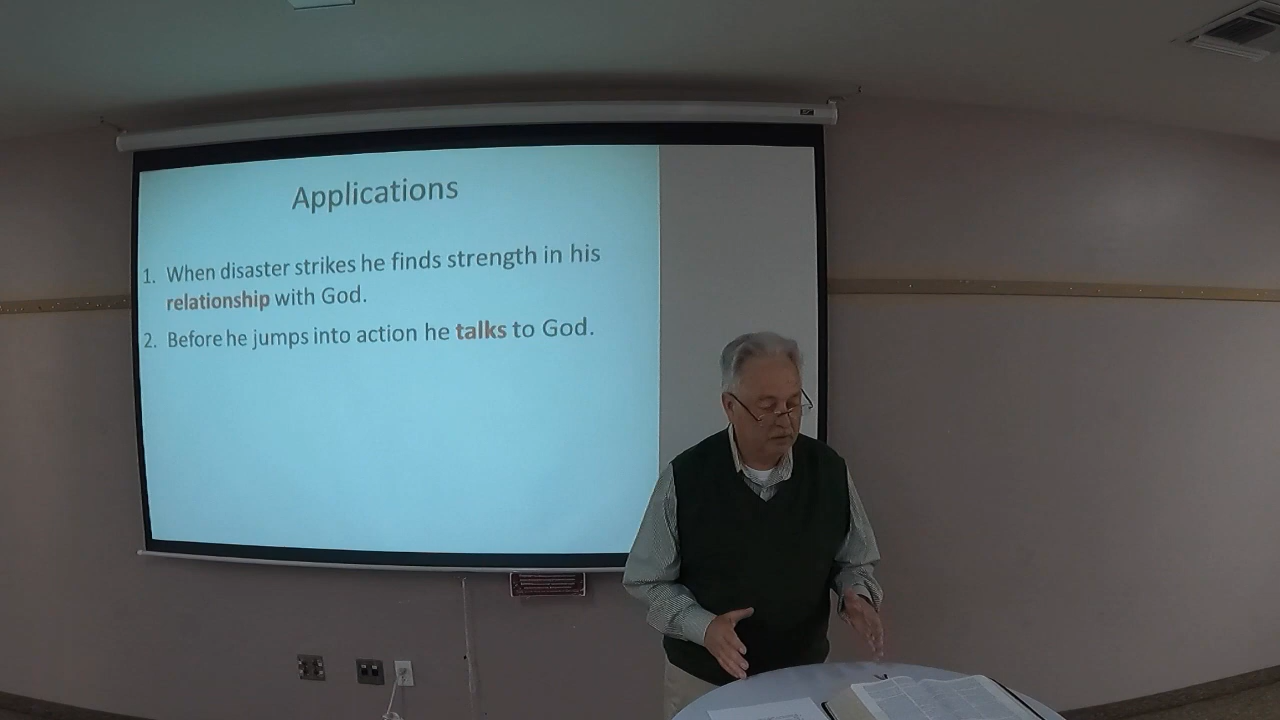 Applications
1. When disaster strikes he finds strength in his
relationship with God.
2. Before he jumps into action he talks to God.